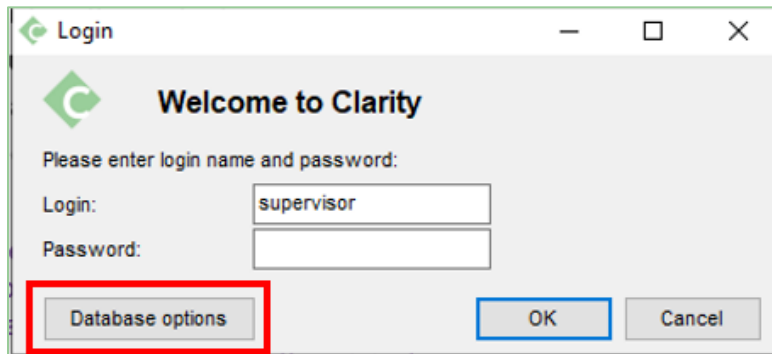 Login
Welcome to Clarity
Please enter login name and password:
Login: supervisor
Password:
Database options OK Cancel